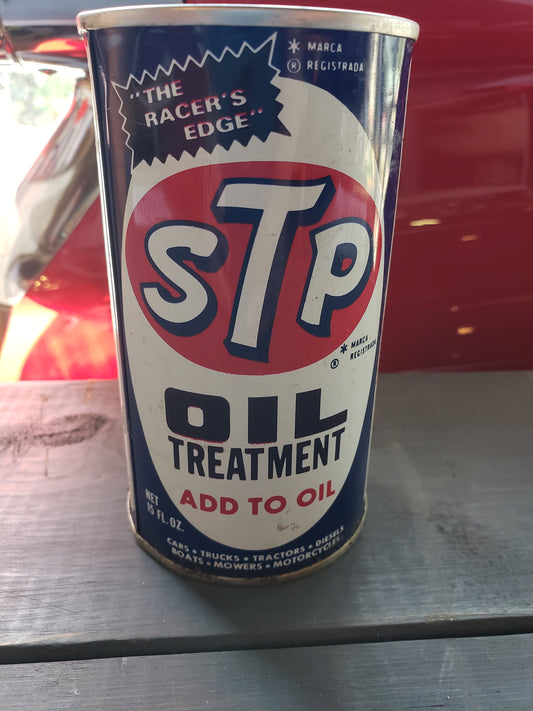 "THE
RACER'S
EDGE"
* MARCA
® REGISTRADA
STP
* MARCA
® REGISTRADA
OIL
TREATMENT
ADD TO OIL
NET
15 FL. OZ.
CARS • TRUCKS • TRACTORS • DIESELS
BOATS • MOWERS • MOTORCYCLES